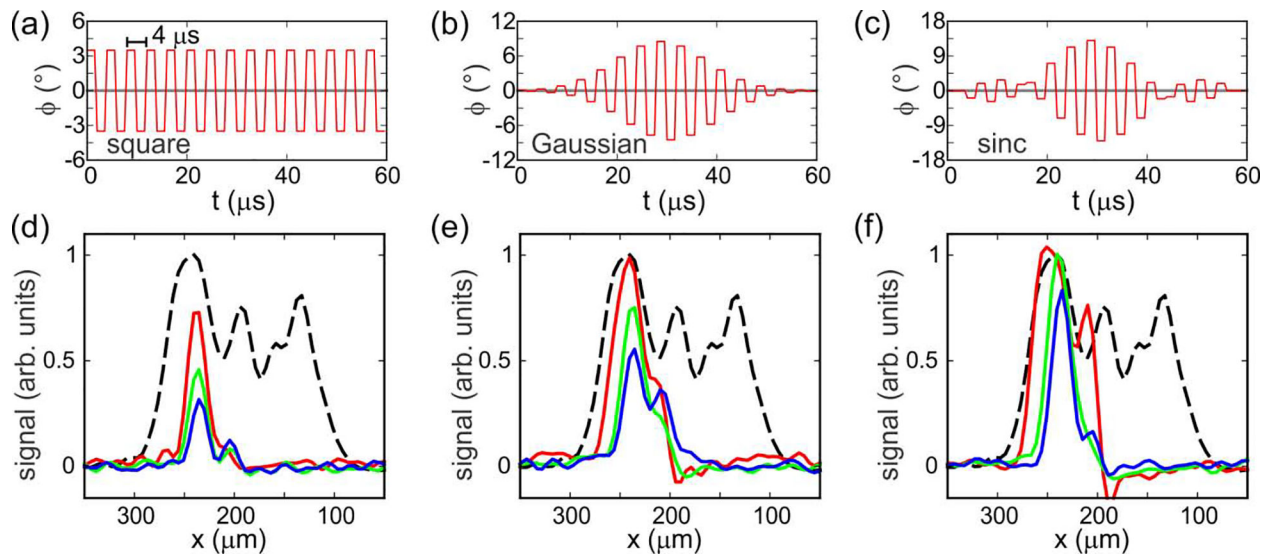 (a)
6
3
0
-3
-6
ϕ (°)
4 μs
square
0
20
40
60
t (μs)
(b)
12
6
0
-6
-12
ϕ (°)
Gaussian
0
20
40
60
t (μs)
(c)
18
9
0
-9
-18
ϕ (°)
sinc
0
20
40
60
t (μs)
(d)
1
0.5
0
signal (arb. units)
300
200
100
x (μm)
(e)
1
0.5
0
signal (arb. units)
300
200
100
x (μm)
(f)
1
0.5
0
signal (arb. units)
300
200
100
x (μm)